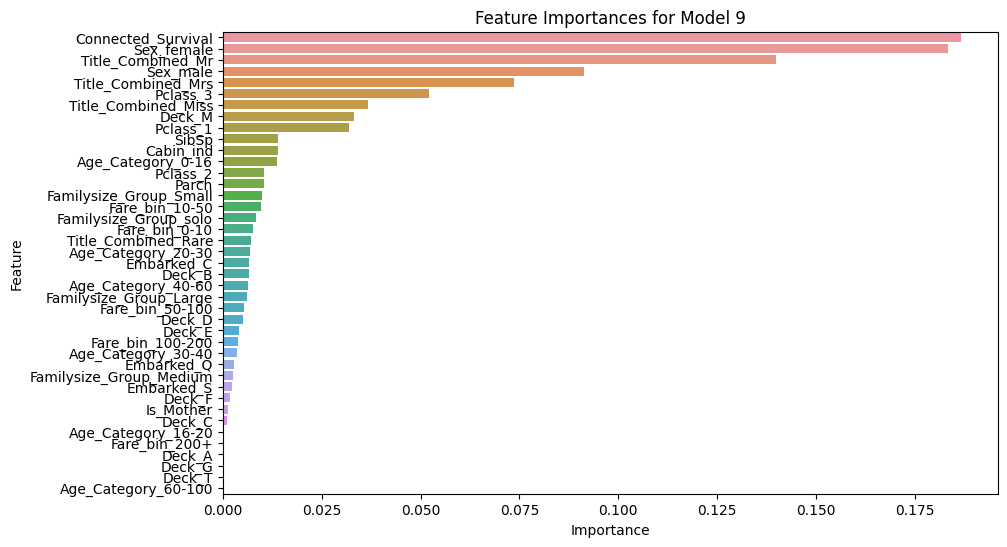 Feature Importances for Model 9
Feature
Connected_Survival
Sex_female
Title_Combined_Mr
Sex_male
Title_Combined_Mrs
Pclass_3
Title_Combined_Miss
Deck_M
Pclass_1
SibSp
Cabin_ind
Age_Category_0-16
Pclass_2
Parch
Familysize_Group_Small
Fare_bin_10-50
Familysize_Group_solo
Fare_bin_0-10
Title_Combined_Rare
Age_Category_20-30
Embarked_C
Deck_B
Age_Category_40-60
Familysize_Group_Large
Fare_bin_50-100
Deck_D
Deck_E
Fare_bin_100-200
Age_Category_30-40
Embarked_Q
Familysize_Group_Medium
Embarked_S
Deck_F
Is_Mother
Deck_C
Age_Category_16-20
Fare_bin_200+
Deck_A
Deck_G
Deck_T
Age_Category_60-100
0.000 0.025 0.050 0.075 0.100 0.125 0.150 0.175
Importance